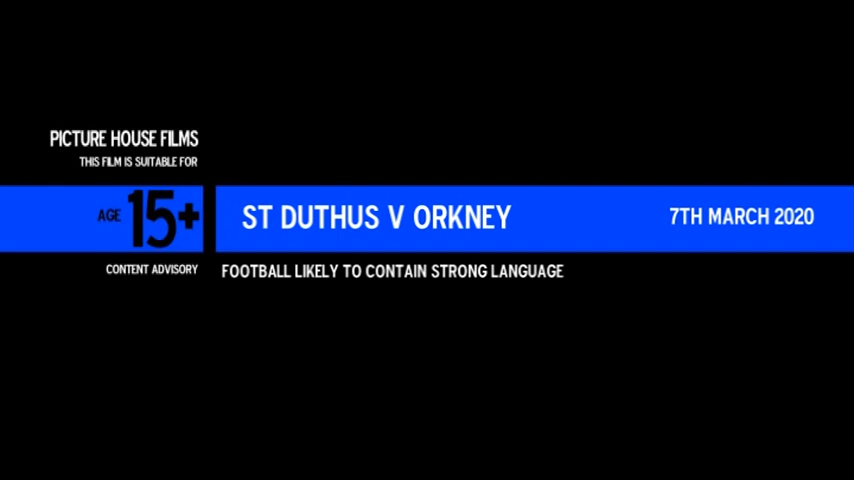 PICTURE HOUSE FILMS
THIS FILM IS SUITABLE FOR
AGE 15+
ST DUTHUS V ORKNEY
7TH MARCH 2020
CONTENT ADVISORY
FOOTBALL LIKELY TO CONTAIN STRONG LANGUAGE